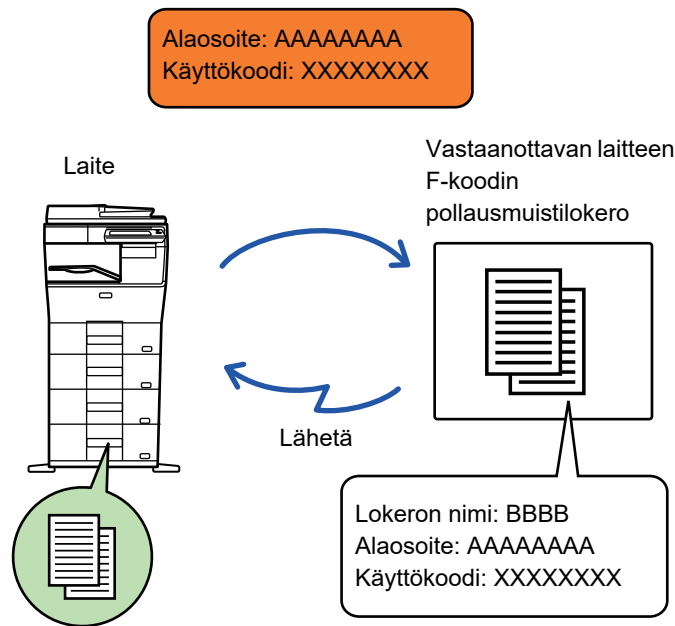 Alaosoite: AAAAAAAA
Käyttökoodi: XXXXXXXX
Laite
Vastaanottavan laitteen
F-koodin
pollausmuistilokero
Lähetä
Lokeron nimi: BBBB
Alaosoite: AAAAAAAA
Käyttökoodi: XXXXXXXX